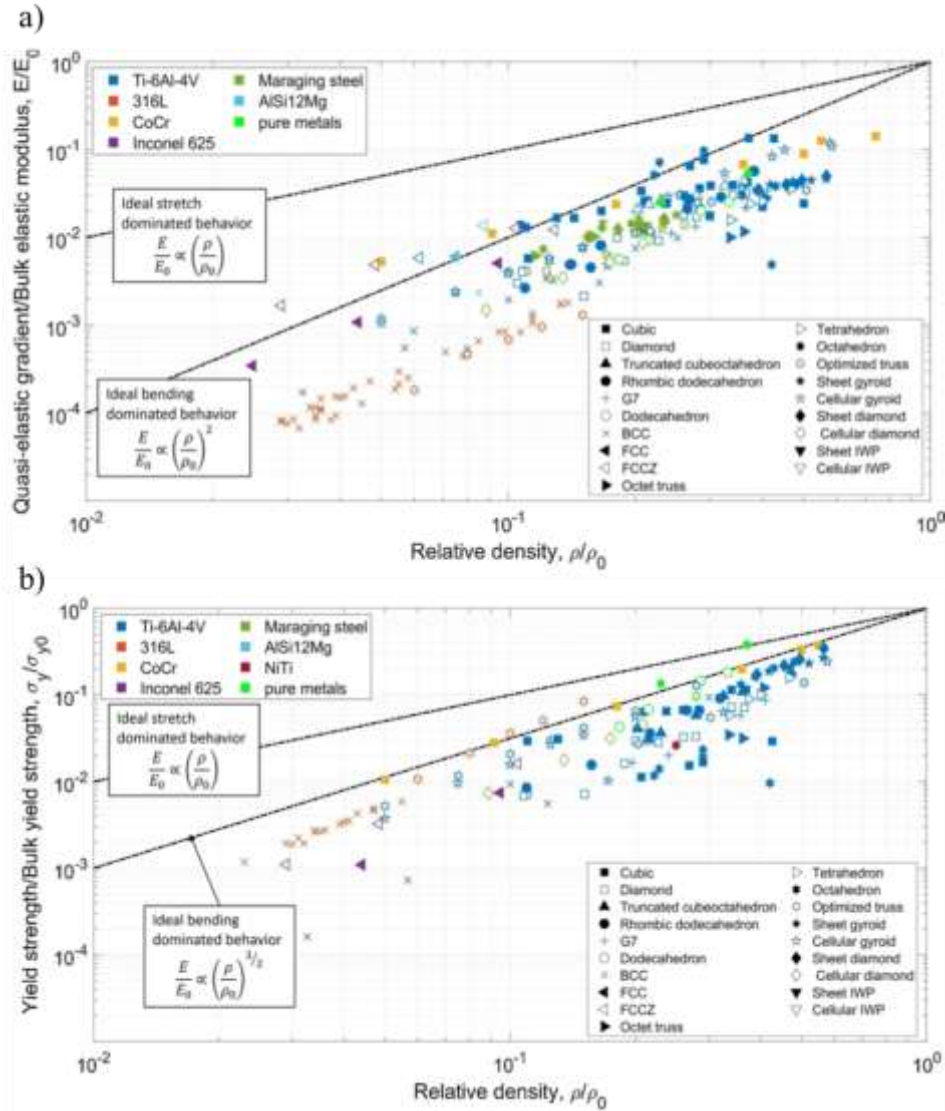 a)
Quasi-elastic gradient/Bulk elastic modulus, E/E₀
10⁰
10⁻¹
10⁻²
10⁻³
10⁻⁴
Ti-6Al-4V
316L
CoCr
Inconel 625
Maraging steel
AlSi12Mg
pure metals
Ideal stretch
dominated behavior
E/E₀ ∝ (ρ/ρ₀)
Ideal bending
dominated behavior
E/E₀ ∝ (ρ/ρ₀)²
Cubic
Diamond
Truncated cubeoctahedron
Rhombic dodecahedron
G7
Dodecahedron
BCC
FCC
FCCZ
Octet truss
Tetrahedron
Octahedron
Optimized truss
Sheet gyroid
Cellular gyroid
Sheet diamond
Cellular diamond
Sheet IWP
Cellular IWP
10⁻²
10⁻¹
10⁰
Relative density, ρ/ρ₀
b)
Yield strength/Bulk yield strength, σy/σy0
10⁰
10⁻¹
10⁻²
10⁻³
10⁻⁴
Ti-6Al-4V
316L
CoCr
Inconel 625
Maraging steel
AlSi12Mg
NiTi
pure metals
Ideal stretch
dominated behavior
E/E₀ ∝ (ρ/ρ₀)
Ideal bending
dominated behavior
E/E₀ ∝ (ρ/ρ₀)^3/2
Cubic
Diamond
Truncated cubeoctahedron
Rhombic dodecahedron
G7
Dodecahedron
BCC
FCC
FCCZ
Octet truss
Tetrahedron
Octahedron
Optimized truss
Sheet gyroid
Cellular gyroid
Sheet diamond
Cellular diamond
Sheet IWP
Cellular IWP
10⁻²
10⁻¹
10⁰
Relative density, ρ/ρ₀